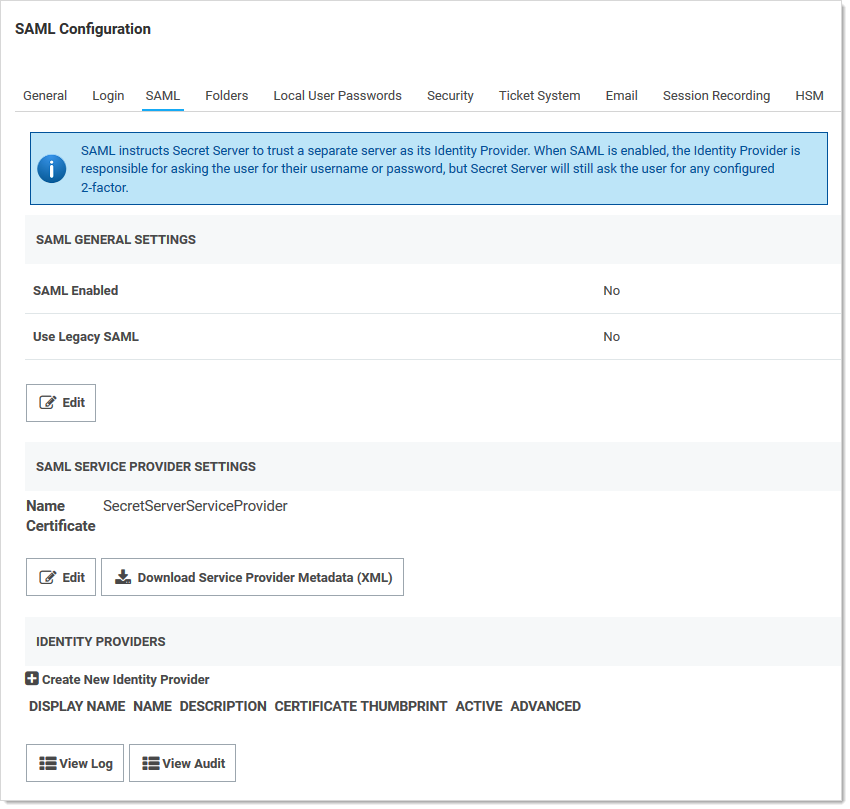 SAML Configuration
General Login SAML Folders Local User Passwords Security Ticket System Email Session Recording HSM
SAML instructs Secret Server to trust a separate server as its Identity Provider. When SAML is enabled, the Identity Provider is
responsible for asking the user for their username or password, but Secret Server will still ask the user for any configured
2-factor.
SAML GENERAL SETTINGS
SAML Enabled No
Use Legacy SAML No
Edit
SAML SERVICE PROVIDER SETTINGS
Name SecretServerServiceProvider
Certificate
Edit Download Service Provider Metadata (XML)
IDENTITY PROVIDERS
Create New Identity Provider
DISPLAY NAME NAME DESCRIPTION CERTIFICATE THUMBPRINT ACTIVE ADVANCED
View Log View Audit